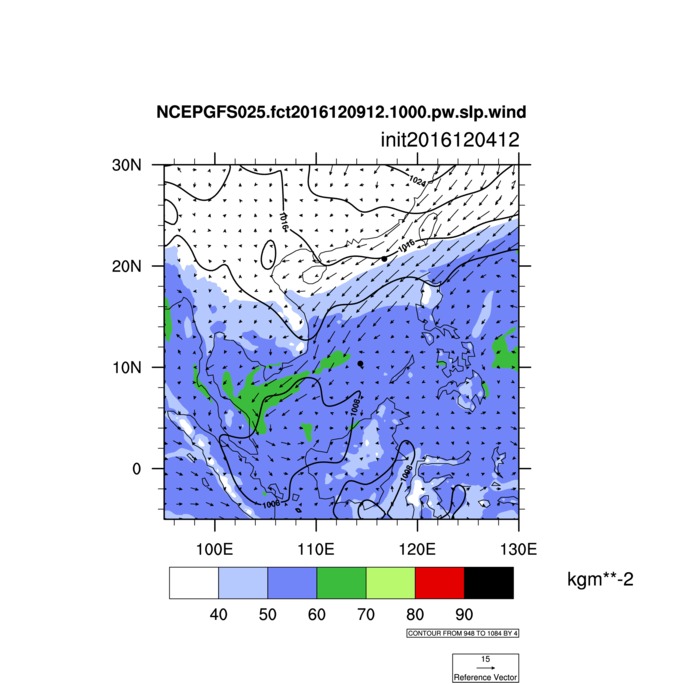 NCEPGFS025.fct2016120912.1000.pw.slp.wind
init2016120412
30N
1024
1016
1016
20N
10N
1008
0
1008
1008
100E 110E 120E 130E
kgm**-2
40 50 60 70 80 90
CONTOUR FROM 948 TO 1084 BY 4
15
Reference Vector